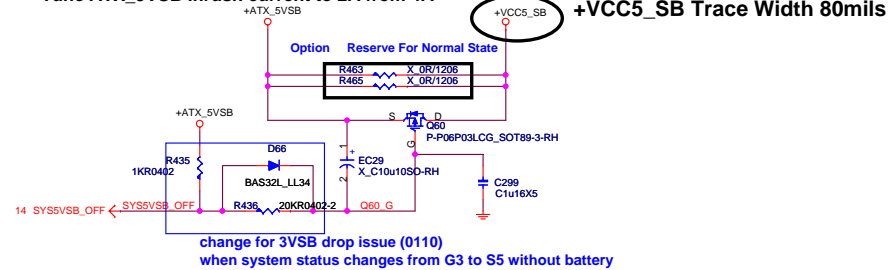 +ATX_5VSB
+VCC5_SB
+VCC5_SB Trace Width 80mils
Option Reserve For Normal State
R463 X_0R/1206
R465 X_0R/1206
+ATX_5VSB
S D
Q60
P-P06P03LCG_SOT89-3-RH
G
R435
1KR0402
D66
BAS32L_LL34
1
+
EC29
X_C10u10SO-RH
2
C299
C1u16X5
14 SYS5VSB_OFF
SYS5VSB_OFF
R436
20KR0402-2
Q60_G
change for 3VSB drop issue (0110)
when system status changes from G3 to S5 without battery